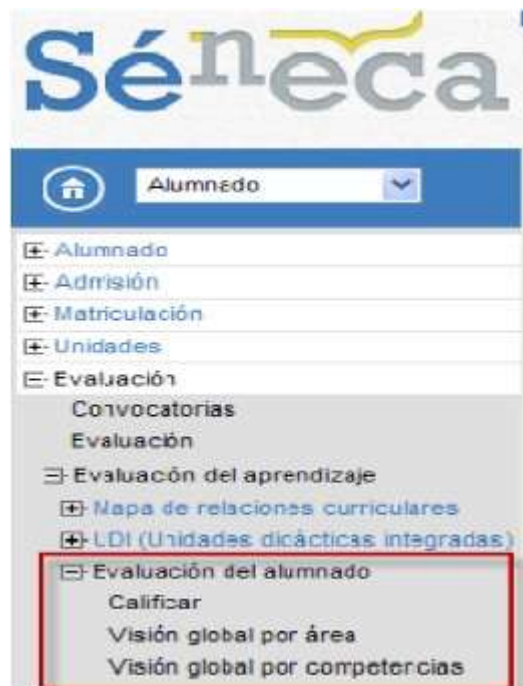 Séneca
Alumnado
Alumnado
Admisión
Matriculación
Unidades
Evaluación
Convocatorias
Evaluación
Evaluación del aprendizaje
Mapa de relaciones curriculares
UDI (Unidades didácticas integradas)
Evaluación del alumnado
Calificar
Visión global por área
Visión global por competencias